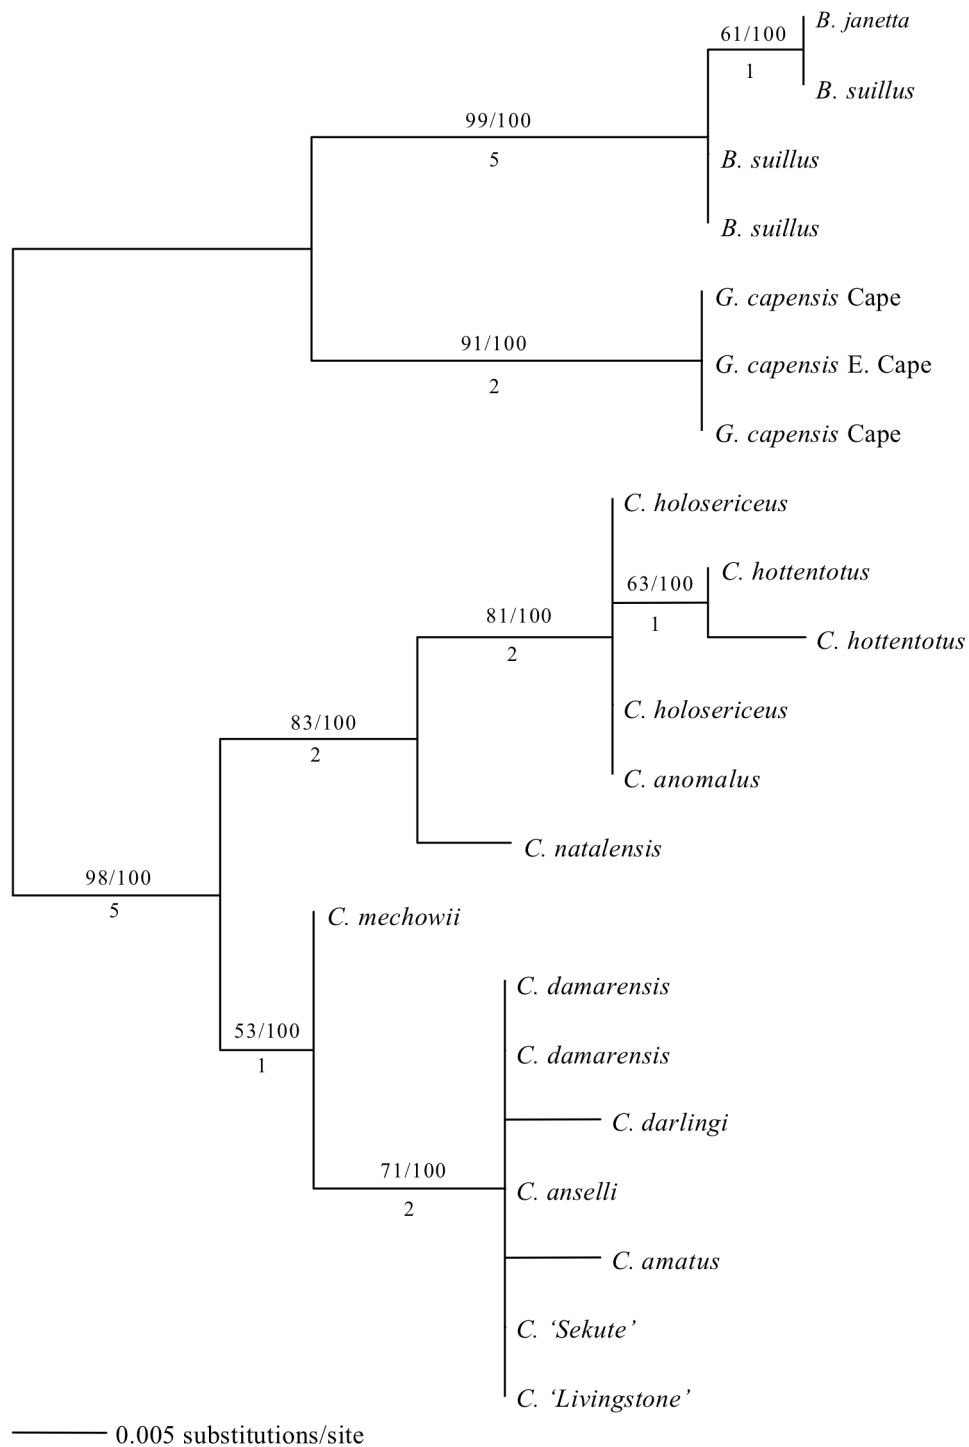 B. janetta
61/100
1
B. suillus
99/100
5
B. suillus
B. suillus
G. capensis Cape
91/100
G. capensis E. Cape
2
G. capensis Cape
C. holosericeus
C. hottentotus
63/100
81/100
1
C. hottentotus
2
C. holosericeus
83/100
2
C. anomalus
C. natalensis
98/100
5
C. mechowii
C. damarensis
53/100
1
C. damarensis
C. darlingi
71/100
2
C. anselli
C. amatus
C. ‘Sekute’
C. ‘Livingstone’
0.005 substitutions/site